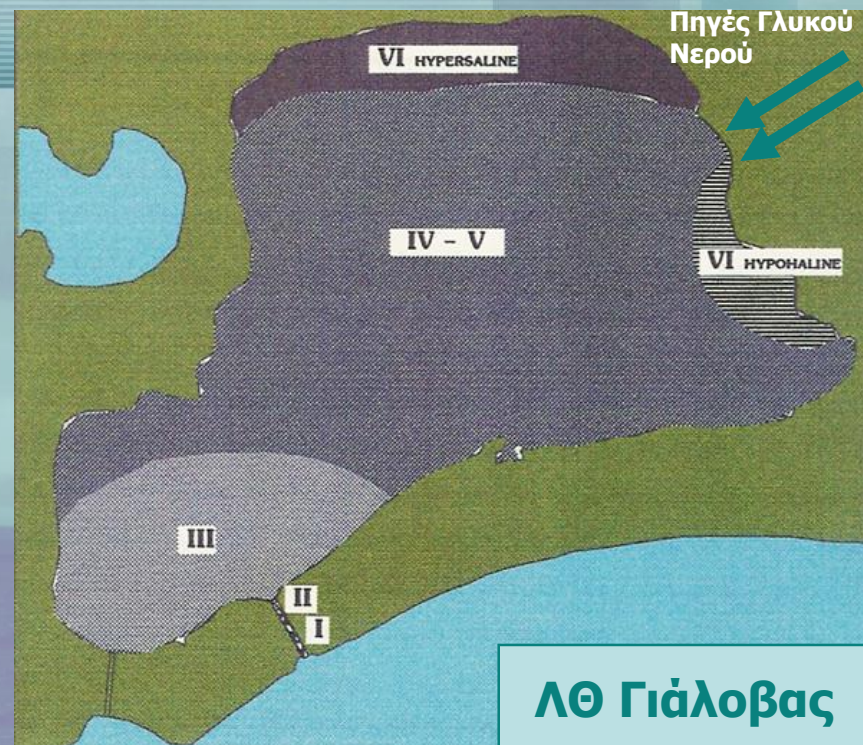 Πηγές Γλυκού
Νερού
VI HYPERSALINE
IV - V
VI HYPOHALINE
III
II
I
ΛΘ Γιάλοβας